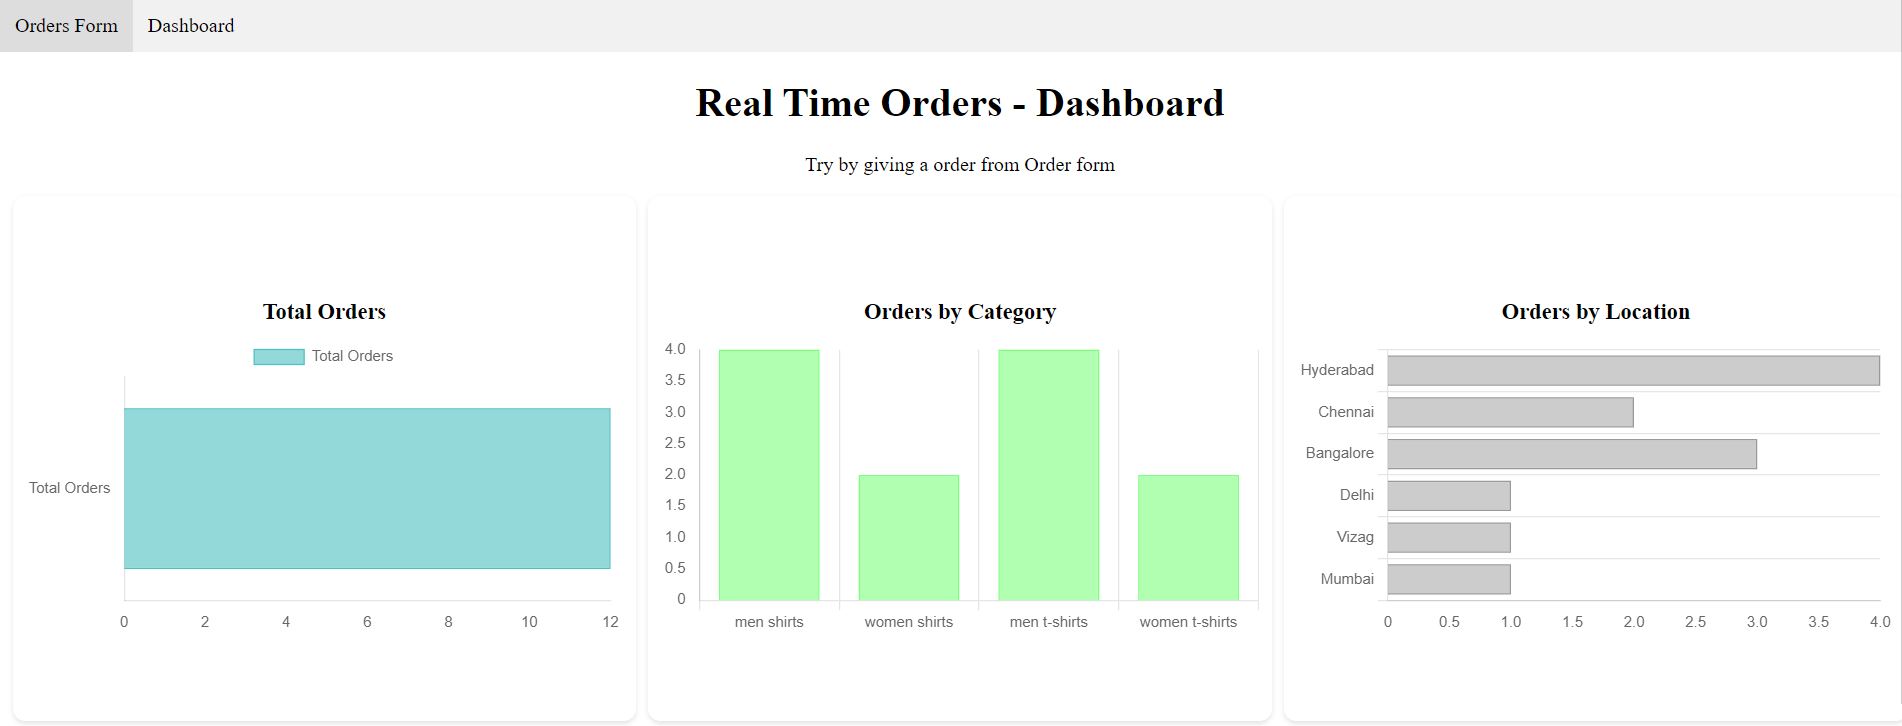 Orders Form Dashboard
Real Time Orders - Dashboard
Try by giving a order from Order form
Total Orders
Total Orders
Total Orders
0 2 4 6 8 10 12
Orders by Category
4.0
3.5
3.0
2.5
2.0
1.5
1.0
0.5
0
men shirts women shirts men t-shirts women t-shirts
Orders by Location
Hyderabad
Chennai
Bangalore
Delhi
Vizag
Mumbai
0 0.5 1.0 1.5 2.0 2.5 3.0 3.5 4.0